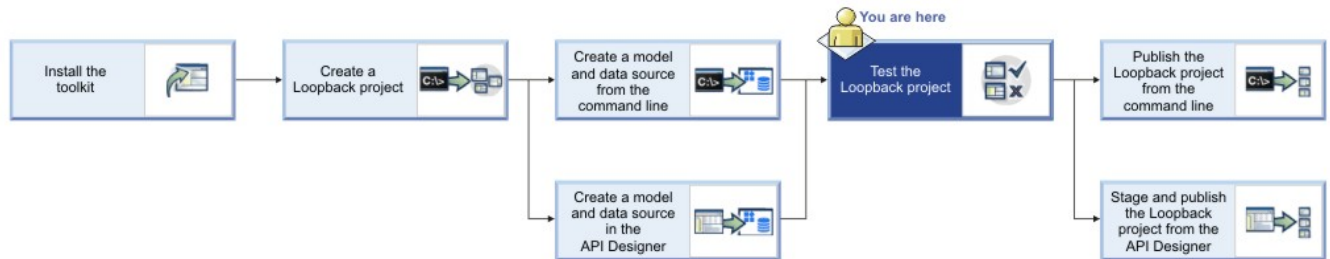 You are here
Install the
toolkit
Create a
Loopback project
C:\>
Create a model
and data source
from the
command line
C:\>
Test the
Loopback project
Publish the
Loopback project
from the
command line
C:\>
Create a model
and data source
in the
API Designer
Stage and publish
the Loopback
project from the
API Designer